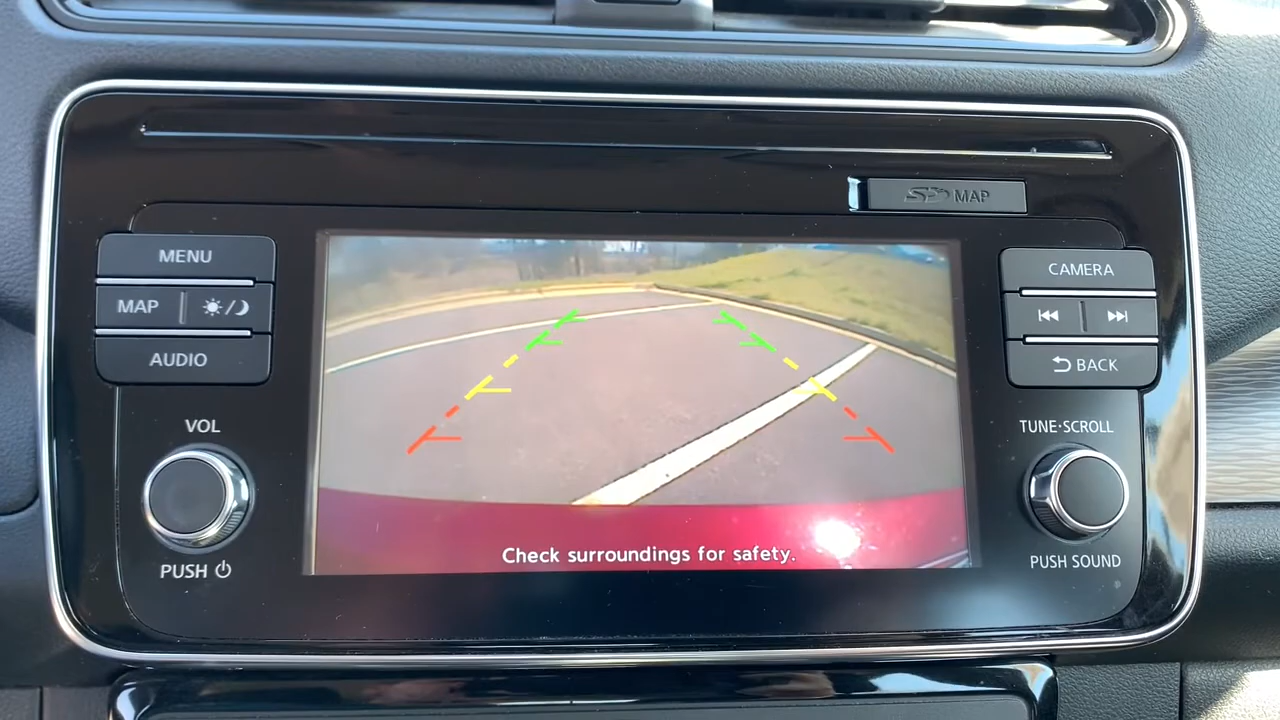 SD MAP
MENU
MAP
AUDIO
VOL
PUSH
CAMERA
BACK
TUNE·SCROLL
PUSH SOUND
Check surroundings for safety.